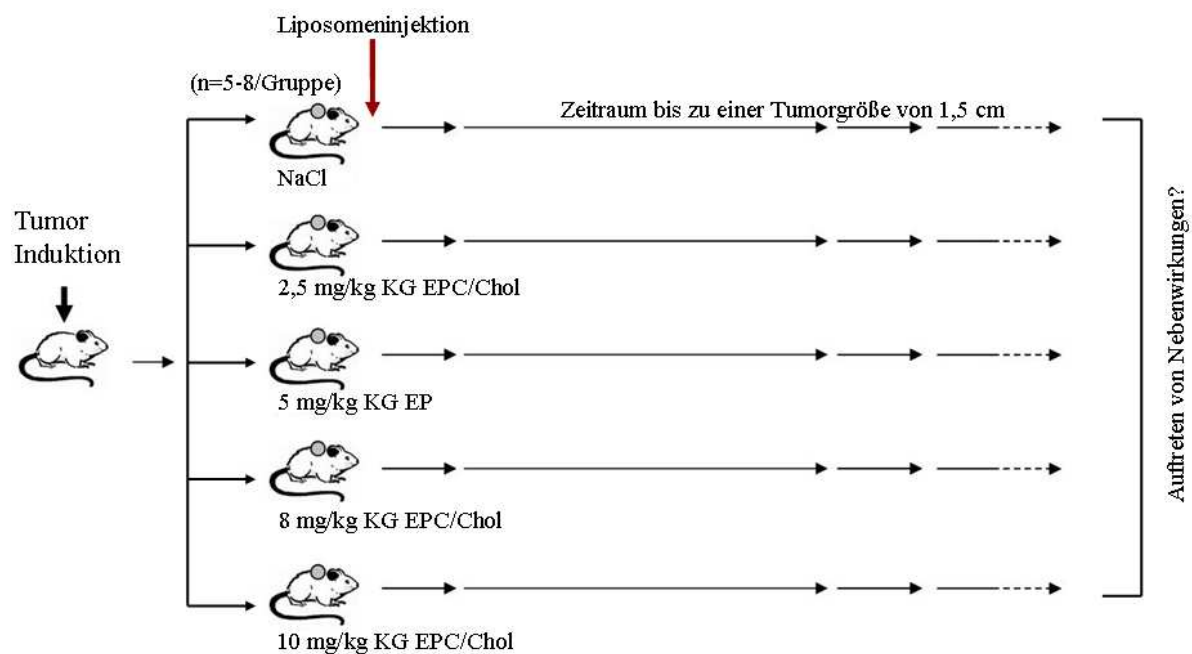 Liposomeninjektion
(n=5-8/Gruppe)
Zeitraum bis zu einer Tumorgröße von 1,5 cm
NaCl
Tumor
Induktion
2,5 mg/kg KG EPC/Chol
5 mg/kg KG EP
8 mg/kg KG EPC/Chol
10 mg/kg KG EPC/Chol
Auftreten von Nebenwirkungen?